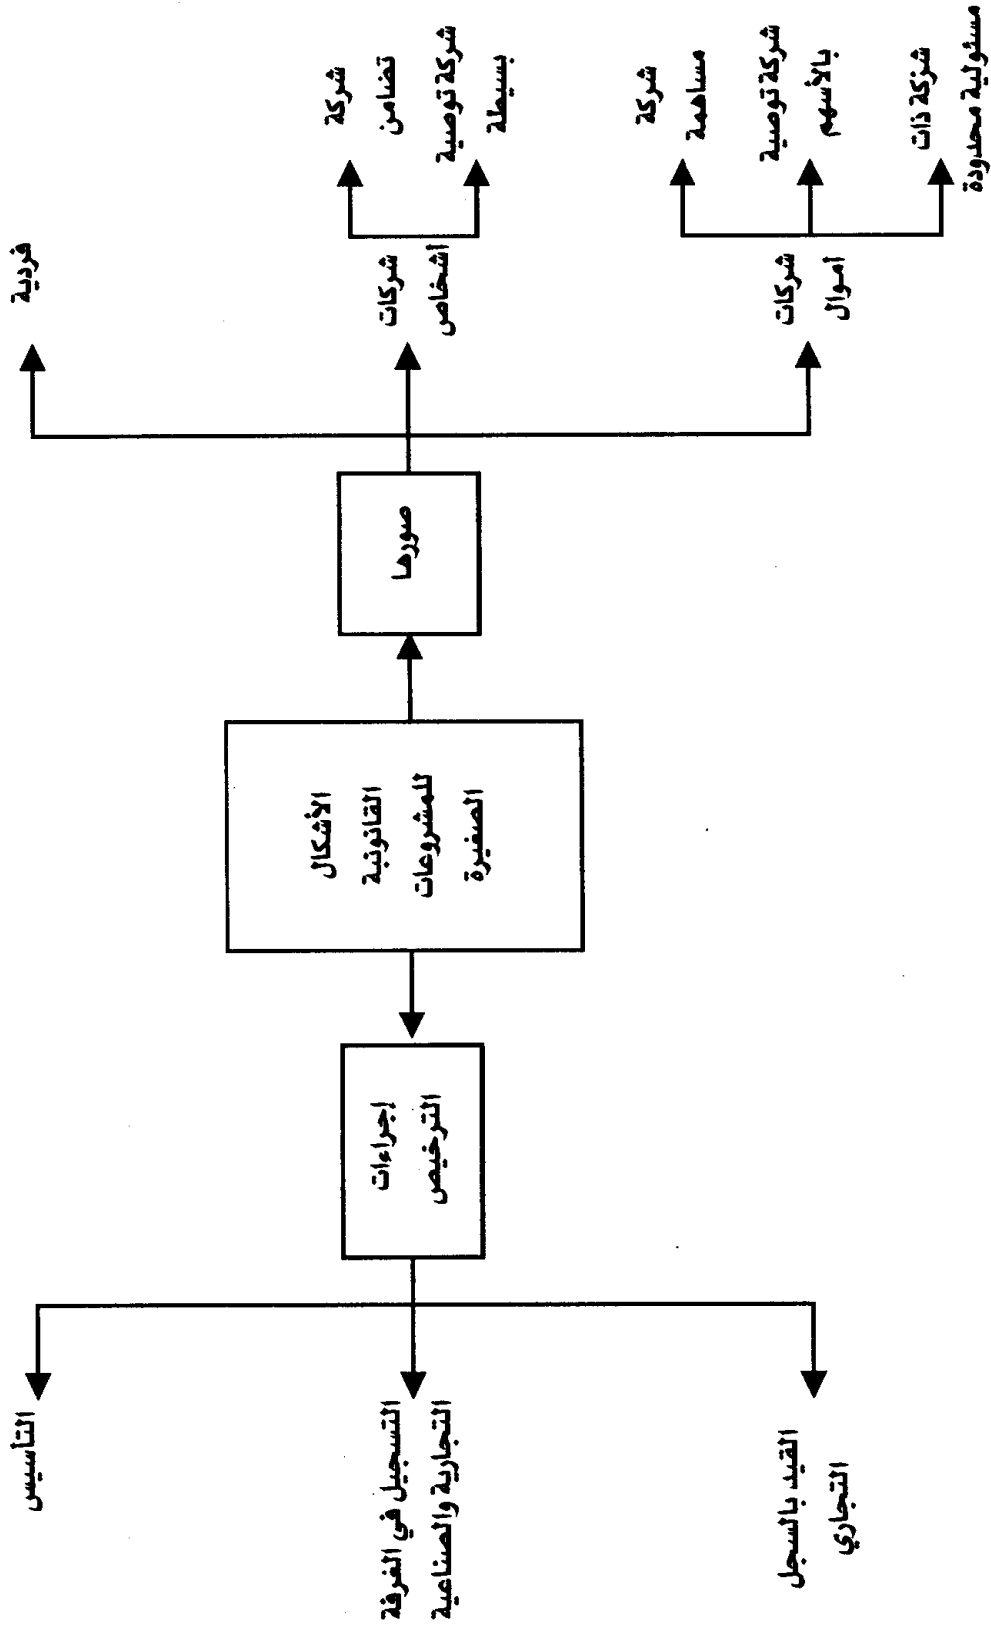 الأشكال
القانونية
للمشروعات
الصغيرة
صورها
فردية
شركات
أشخاص
شركة
تضامن
شركة توصية
بسيطة
شركات
أموال
شركة
مساهمة
شركة توصية
بالأسهم
شركة ذات
مسئولية محدودة
إجراءات
الترخيص
التأسيس
التسجيل في الغرفة
التجارية والصناعية
القيد بالسجل
التجاري